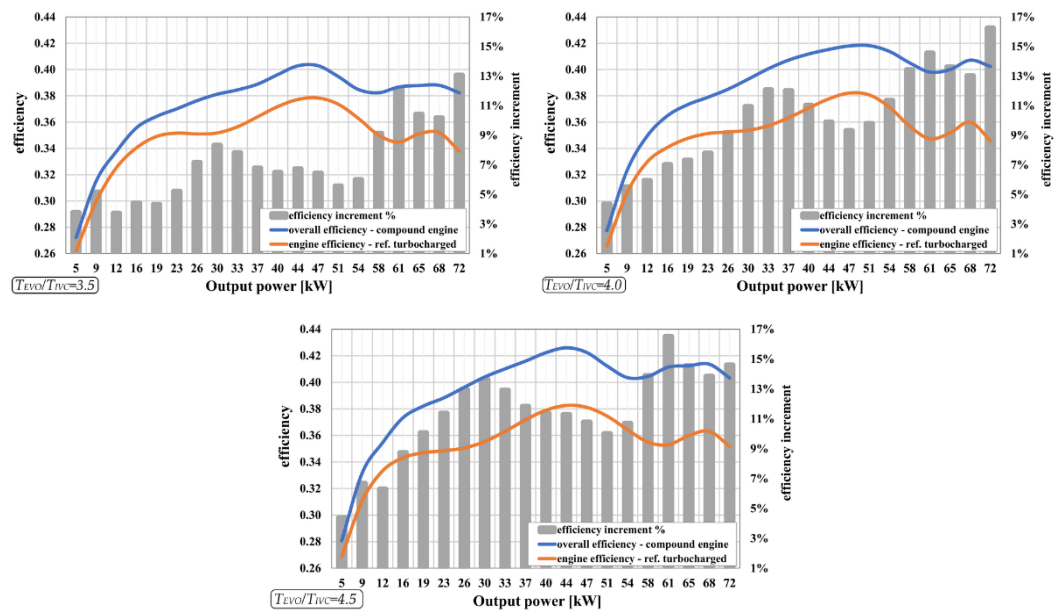 0.44
0.42
0.40
0.38
0.36
0.34
0.32
0.30
0.28
0.26
efficiency
17%
15%
13%
11%
9%
7%
5%
3%
1%
efficiency increment
efficiency increment %
overall efficiency - compound engine
engine efficiency - ref. turbocharged
5 9 12 16 19 23 26 30 33 37 40 44 47 51 54 58 61 65 68 72
TEVO/TIVC=3.5
Output power [kW]
0.44
0.42
0.40
0.38
0.36
0.34
0.32
0.30
0.28
0.26
efficiency
17%
15%
13%
11%
9%
7%
5%
3%
1%
efficiency increment
efficiency increment %
overall efficiency - compound engine
engine efficiency - ref. turbocharged
5 9 12 16 19 23 26 30 33 37 40 44 47 51 54 58 61 65 68 72
TEVO/TIVC=4.0
Output power [kW]
0.44
0.42
0.40
0.38
0.36
0.34
0.32
0.30
0.28
0.26
efficiency
17%
15%
13%
11%
9%
7%
5%
3%
1%
efficiency increment
efficiency increment %
overall efficiency - compound engine
engine efficiency - ref. turbocharged
5 9 12 16 19 23 26 30 33 37 40 44 47 51 54 58 61 65 68 72
TEVO/TIVC=4.5
Output power [kW]